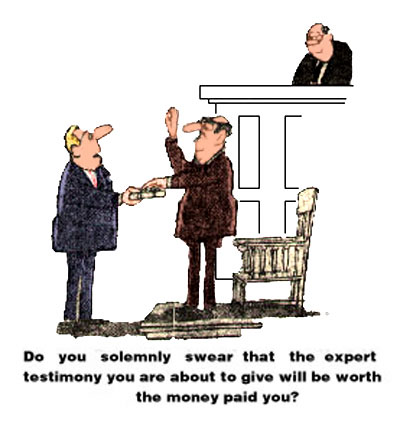 Do you solemnly swear that the expert
testimony you are about to give will be worth
the money paid you?